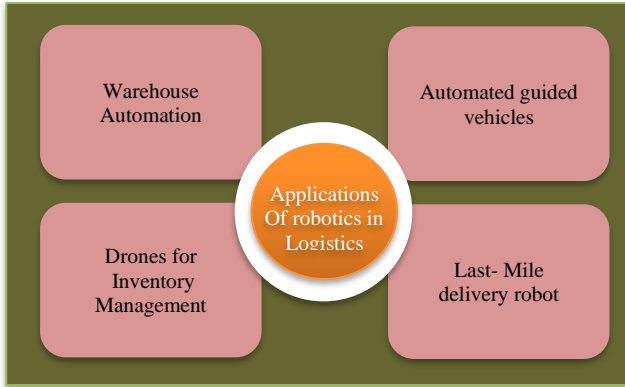 Warehouse
Automation
Automated guided
vehicles
Applications
Of robotics in
Logistics
Drones for
Inventory
Management
Last- Mile
delivery robot